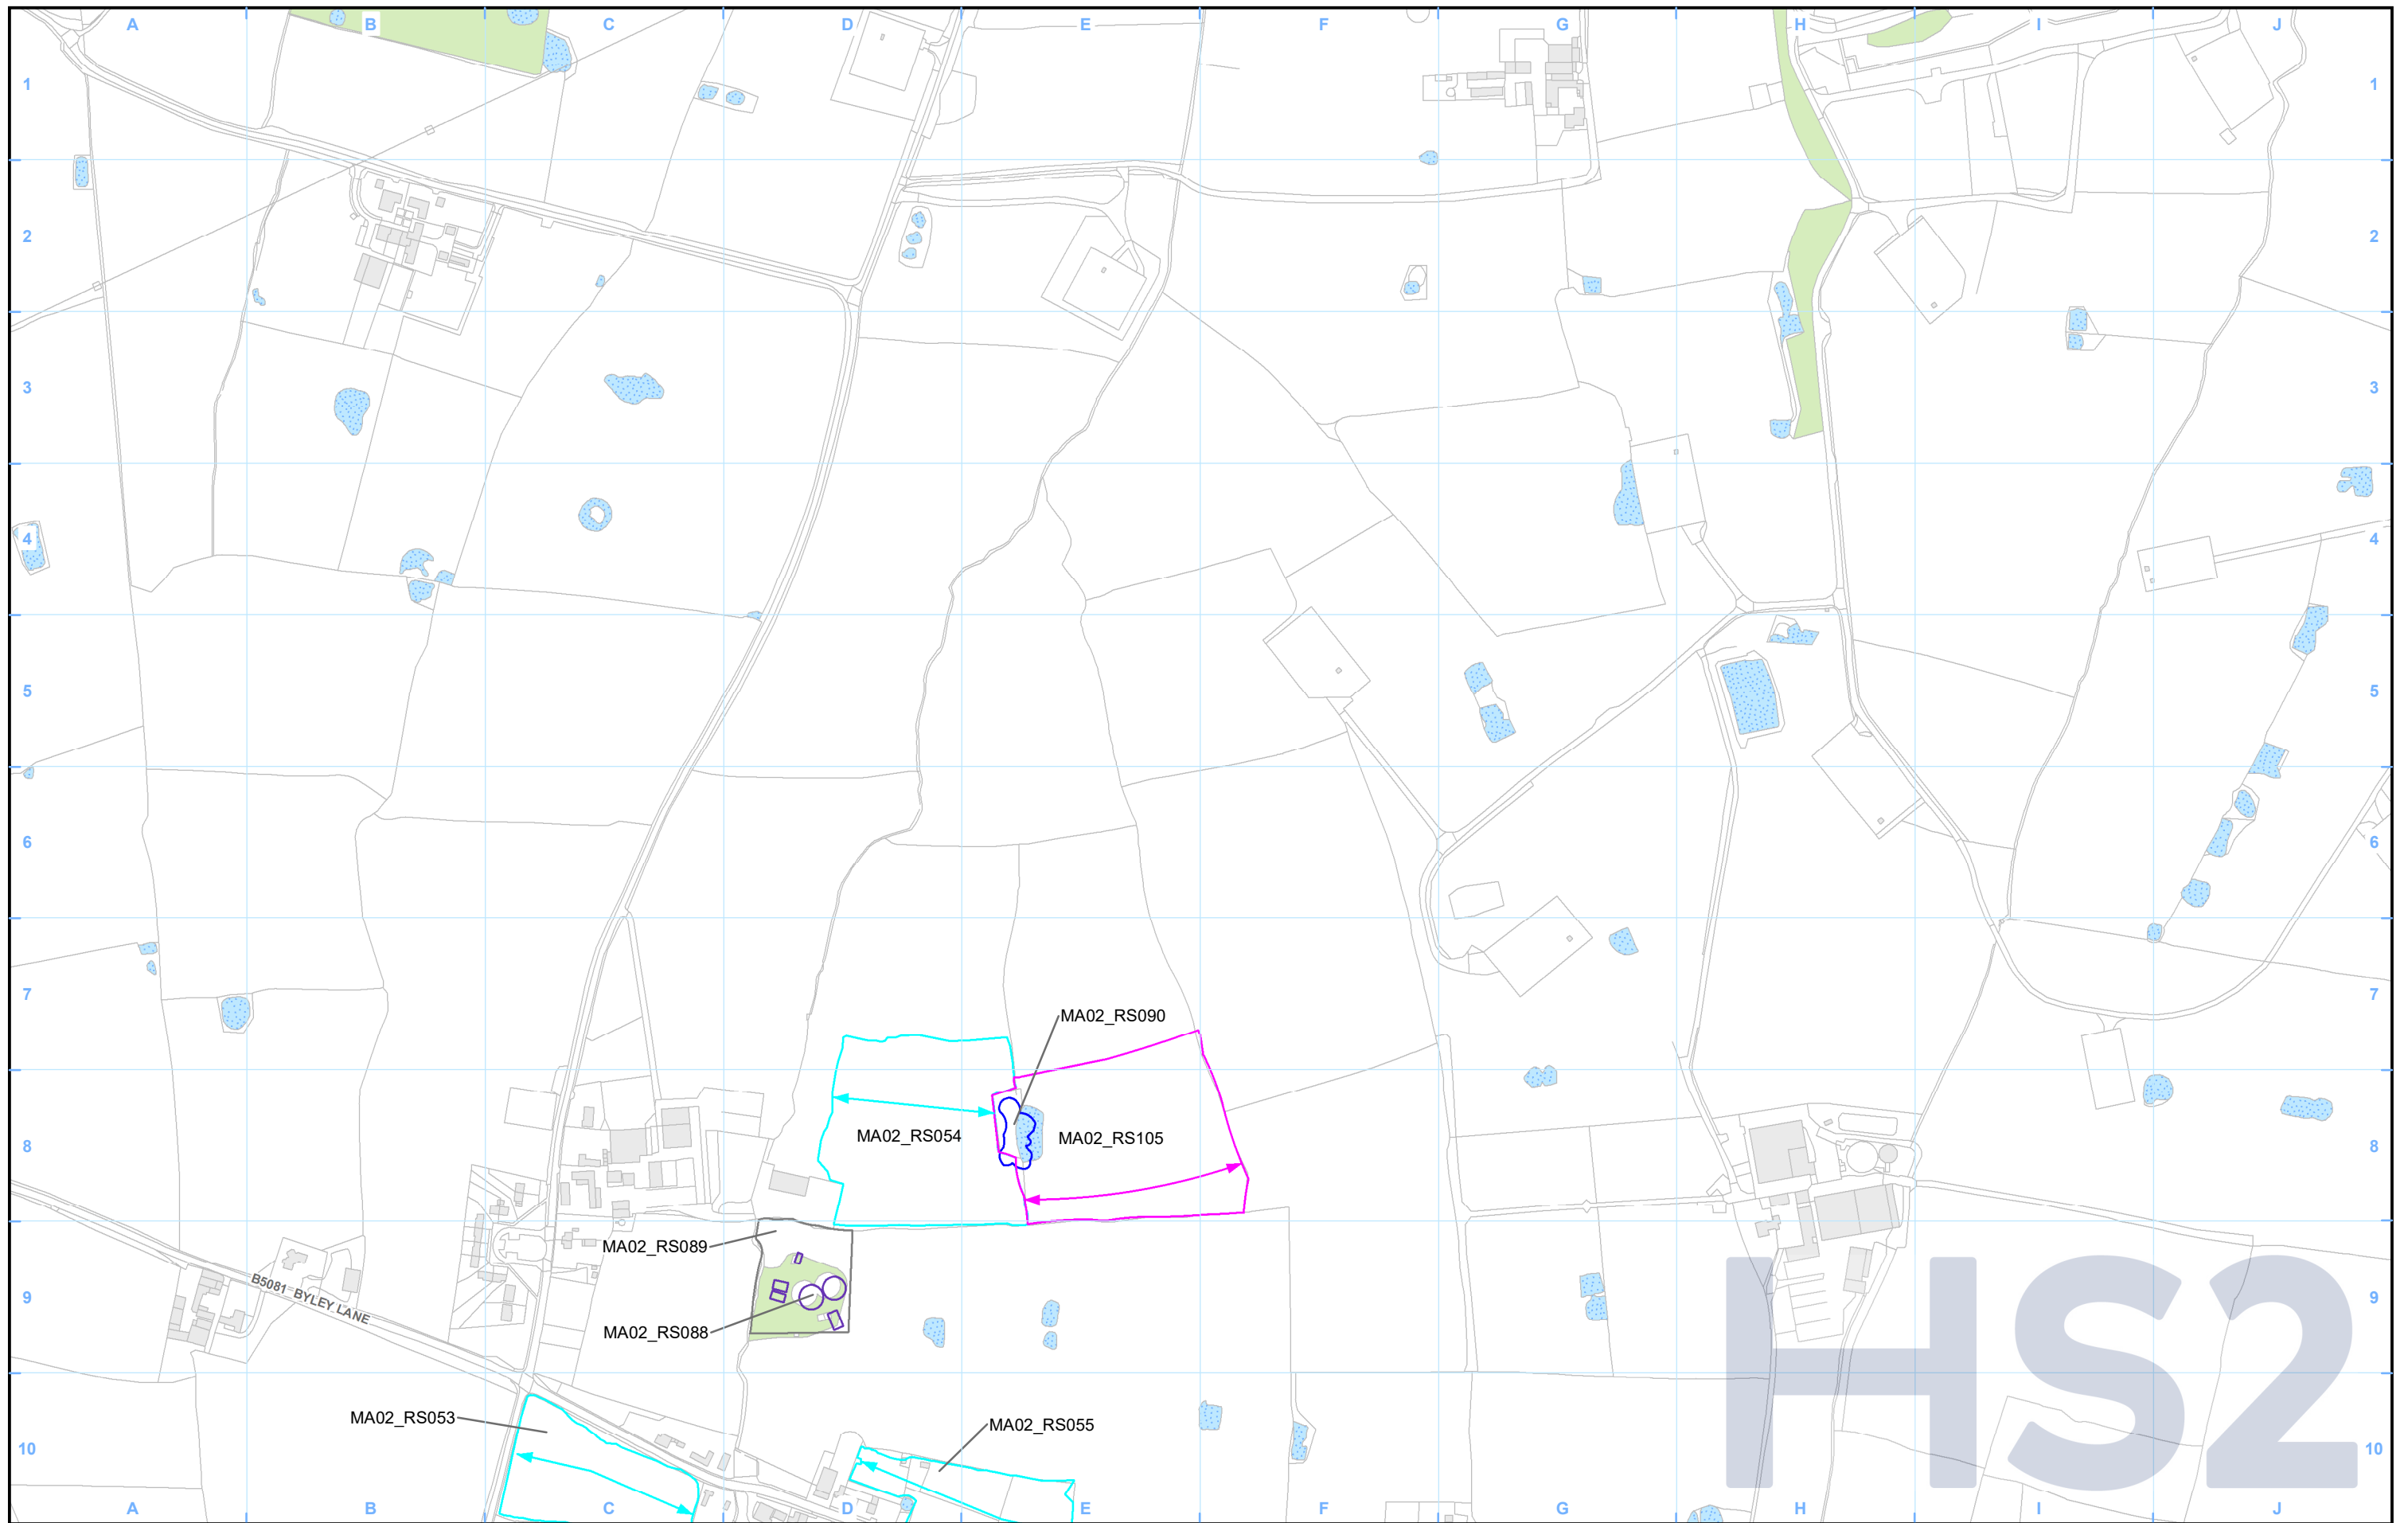 A B C D E F G H I J
1 1
2 2
3 3
4 4
5 5
6 6
7 7
MA02_RS090
MA02_RS054 MA02_RS105
8 8
MA02_RS089
9 9
B5081 BYLEY LANE
MA02_RS088
HS2
MA02_RS053
MA02_RS055
10 10
A B C D E F G H I J